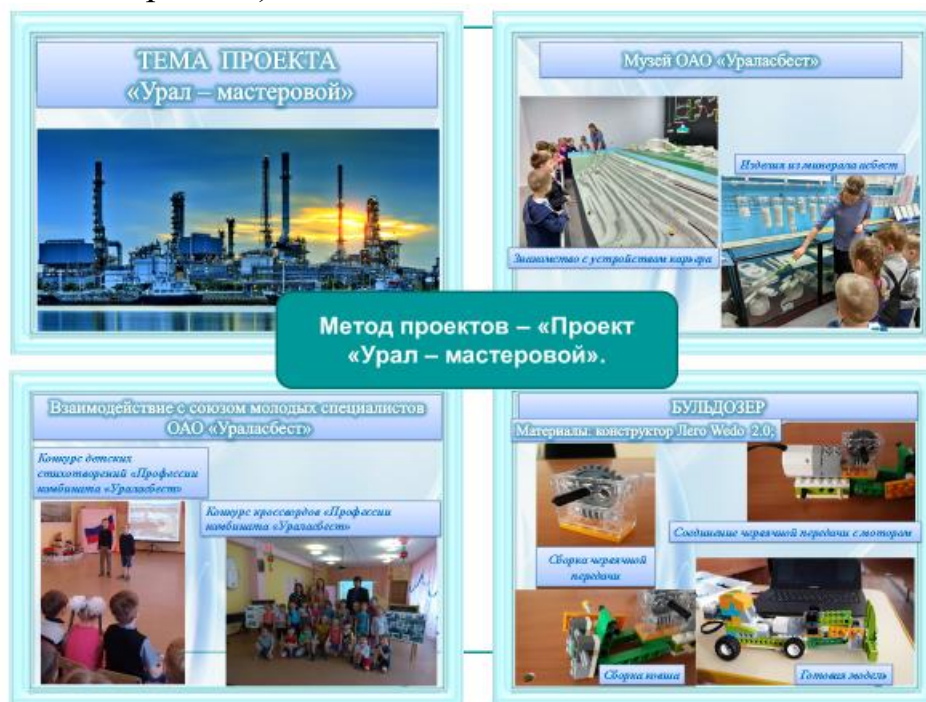 ТЕМА ПРОЕКТА
«Урал – мастеровой»
Музей ОАО «Ураласбест»
Изделия из минерала асбест
Знакомство с устройством карьера
Метод проектов – «Проект
«Урал – мастеровой».
Взаимодействие с союзом молодых специалистов
ОАО «Ураласбест»
Конкурс детских
стихотворений «Профессии
комбината «Ураласбест»
Конкурс кроссвордов «Профессии
комбината «Ураласбест»
БУЛЬДОЗЕР
Материалы: конструктор Лего Wedo 2.0;
Соединение червячной передачи с мотором
Сборка червячной
передачи
Сборка ковша
Готовая модель